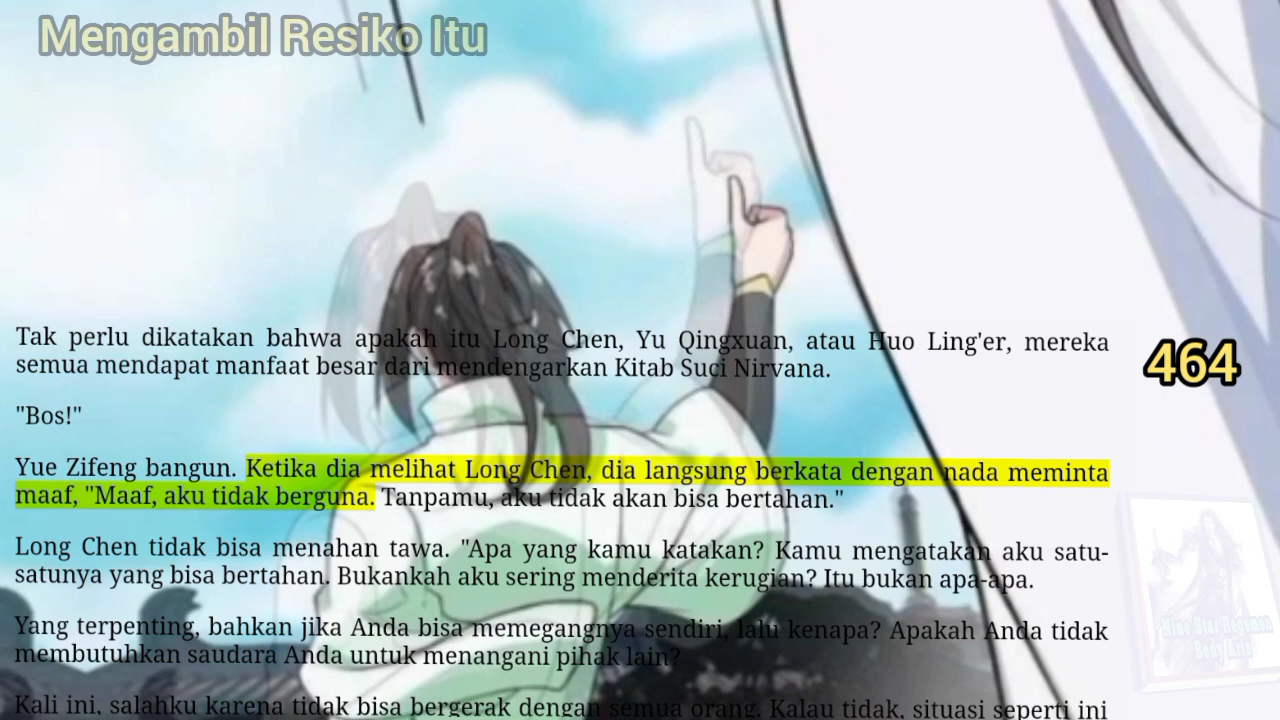 Mengambil Resiko Itu
Tak perlu dikatakan bahwa apakah itu Long Chen, Yu Qingxuan, atau Huo Ling'er, mereka
semua mendapat manfaat besar dari mendengarkan Kitab Suci Nirvana.
464
"Bos!"
Yue Zifeng bangun. Ketika dia melihat Long Chen, dia langsung berkata dengan nada meminta
maaf, "Maaf, aku tidak berguna. Tanpamu, aku tidak akan bisa bertahan."
Long Chen tidak bisa menahan tawa. "Apa yang kamu katakan? Kamu mengatakan aku satu-
satunya yang bisa bertahan. Bukankah aku sering menderita kerugian? Itu bukan apa-apa.
Yang terpenting, bahkan jika Anda bisa memegangnya sendiri, lalu kenapa? Apakah Anda tidak
membutuhkan saudara Anda untuk menangani pihak lain?
Nine Star Hegemon
Body Arts
Kali ini, salahku karena tidak bisa bergerak dengan semua orang. Kalau tidak, situasi seperti ini